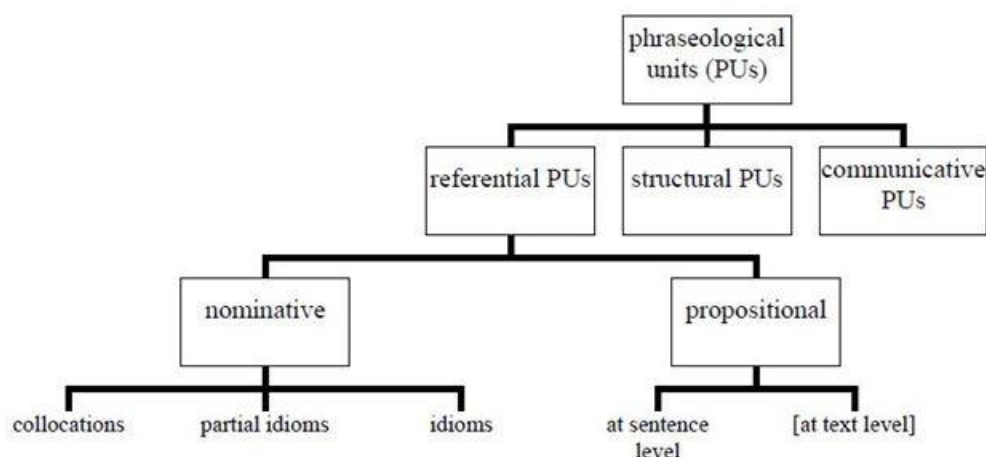 phraseological
units (PUs)
referential PUs
structural PUs
communicative
PUs
nominative
propositional
collocations
partial idioms
idioms
at sentence
level
[at text level]